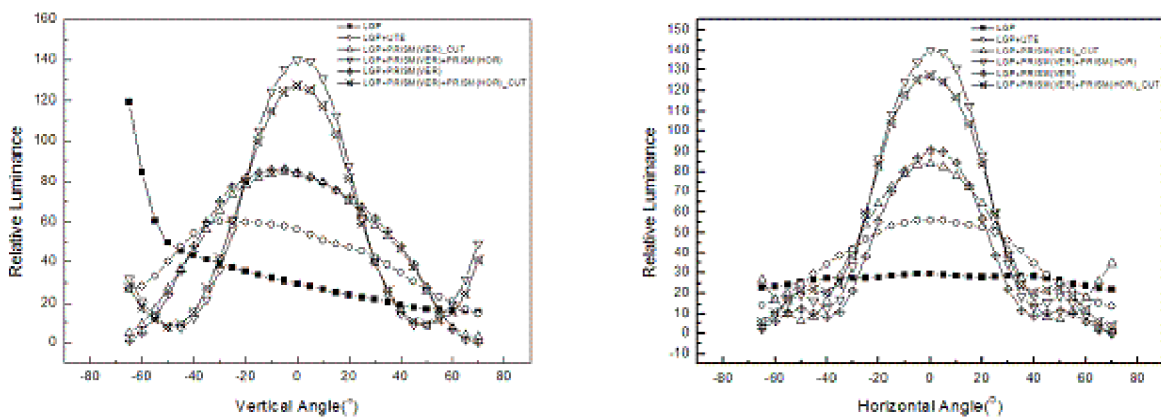 160
140
120
100
80
60
40
20
0
-80 -60 -40 -20 0 20 40 60 80
Relative Luminance
Vertical Angle(°)
LGP
LGP+UTE
LGP+PRISM(VER)_CUT
LGP+PRISM(VER)+PRISM(HOR)
LGP+PRISM(VER)
LGP+PRISM(VER)+PRISM(HOR)_CUT
150
140
130
120
110
100
90
80
70
60
50
40
30
20
10
0
-10
-80 -60 -40 -20 0 20 40 60 80
Relative Luminance
Horizontal Angle(°)
LGP
LGP+UTE
LGP+PRISM(VER)_CUT
LGP+PRISM(VER)+PRISM(HOR)
LGP+PRISM(VER)
LGP+PRISM(VER)+PRISM(HOR)_CUT